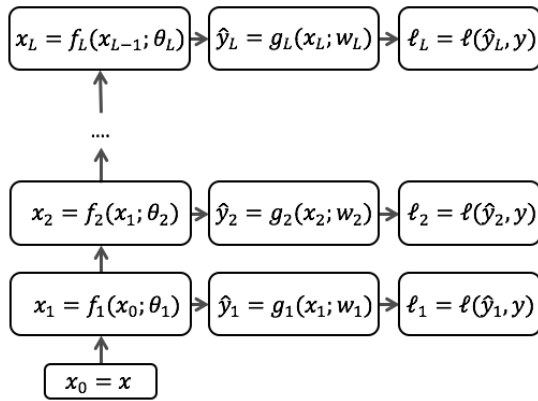 x_L = f_L(x_{L−1}; θ_L) ŷ_L = g_L(x_L; w_L) ℓ_L = ℓ(ŷ_L, y)
....
x_2 = f_2(x_1; θ_2) ŷ_2 = g_2(x_2; w_2) ℓ_2 = ℓ(ŷ_2, y)
x_1 = f_1(x_0; θ_1) ŷ_1 = g_1(x_1; w_1) ℓ_1 = ℓ(ŷ_1, y)
x_0 = x